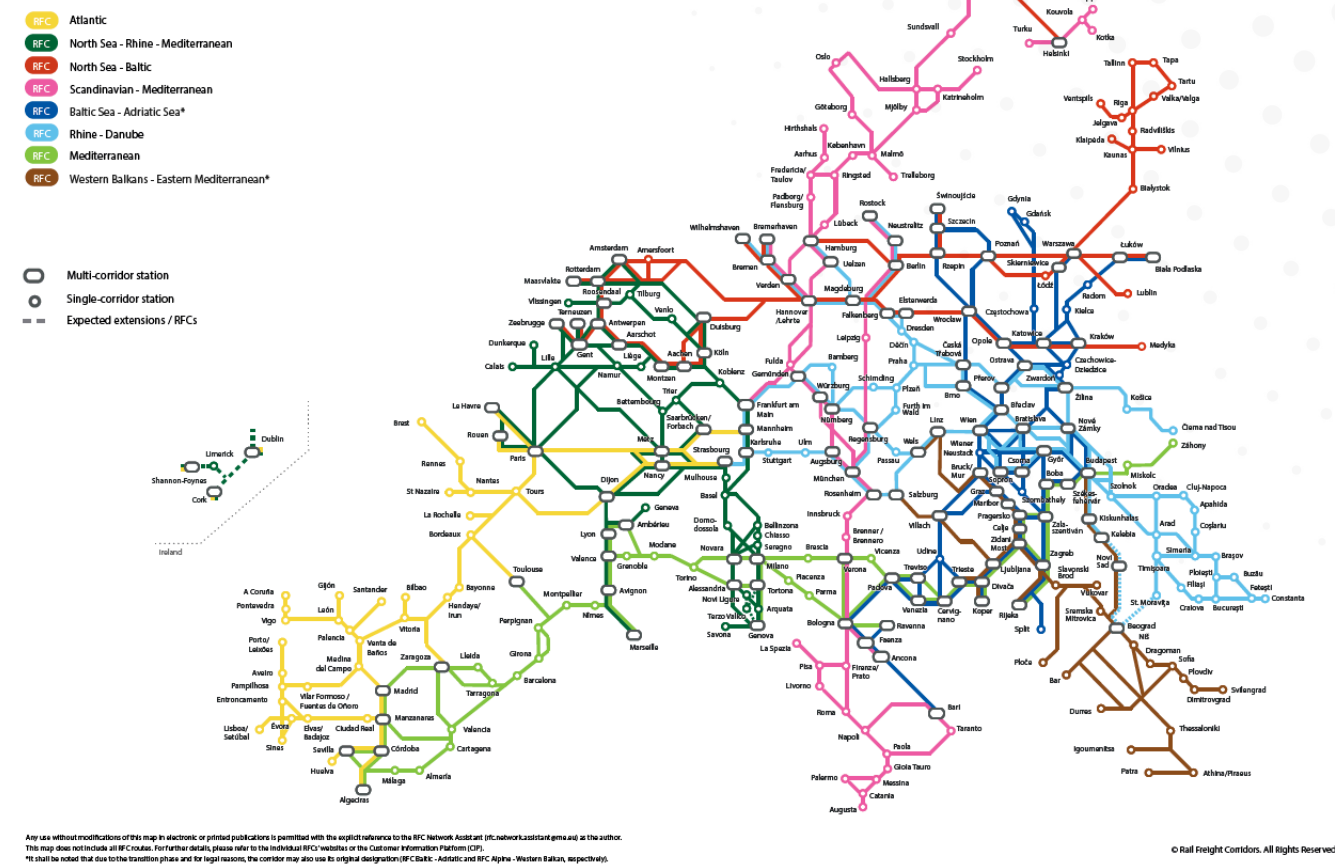 RFC Atlantic
RFC North Sea - Rhine - Mediterranean
RFC North Sea - Baltic
RFC Scandinavian - Mediterranean
RFC Baltic Sea - Adriatic Sea*
RFC Rhine - Danube
RFC Mediterranean
RFC Western Balkans - Eastern Mediterranean*
Multi-corridor station
Single-corridor station
Expected extensions / RFCs
Sundsvall
Kouvola
Turku
Kotka
Helsinki
Oslo
Stockholm
Hallsberg
Katrineholm
Göteborg
Mjölby
Tallinn
Tapa
Tartu
Valka/Valga
Ventspils
Riga
Jelgava
Radviliškis
Klaipėda
Kaunas
Vilnius
Bialystok
Hirthshals
Aarhus
København
Malmö
Fredericia/
Taulov
Ringsted
Trelleborg
Padborg/
Flensburg
Lübeck
Rostock
Neustrelitz
Świnoujście
Szczecin
Gdynia
Gdańsk
Wilhelmshaven
Bremerhaven
Hamburg
Uelzen
Berlin
Rzepin
Poznań
Skierniewice
Warszawa
Łuków
Biała Podlaska
Łódź
Lublin
Radom
Kielce
Bremen
Verden
Magdeburg
Hannover
/Lehrte
Falkenberg
Elsterwerda
Dresden
Wrocław
Częstochowa
Amsterdam
Amersfoort
Rotterdam
Maasvlakte
Roosendaal
Tilburg
Vlissingen
Venlo
Terneuzen
Zeebrugge
Antwerpen
Aarschot
Duisburg
Dunkerque
Gent
Liège
Aachen
Köln
Lille
Calais
Namur
Montzen
Koblenz
Trier
Bettembourg
Saarbrücken/
Forbach
Leipzig
Děčín
Praha
Česká
Třebová
Opole
Katowice
Kraków
Medyka
Ostrava
Czechowice-
Dziedzice
Zwardoń
Přerov
Brno
Břeclav
Žilina
Košice
Čierna nad Tisou
Záhony
Fulda
Gemünden
Bamberg
Würzburg
Schirnding
Plzeň
Furth im
Wald
Nürnberg
Frankfurt am
Main
Mannheim
Karlsruhe
Stuttgart
Ulm
Augsburg
Regensburg
Passau
Linz
Wels
Wien
Wiener
Neustadt
Bratislava
Nové
Zámky
München
Rosenheim
Salzburg
Bruck/
Mur
Sopron
Csorna
Győr
Boba
Budapest
Miskolc
Szolnok
Székes-
fehérvár
Szombathely
Graz
Maribor
Pragersko
Celje
Zidani
Most
Zala-
szentiván
Zagreb
Ljubljana
Villach
Udine
Trieste
Divača
Koper
Rijeka
Cervig-
nano
Venezia
Treviso
Padova
Slavonski
Brod
Vukovar
Split
Ploče
Bar
Sremska
Mitrovica
Kiskunhalas
Kelebia
Novi
Sad
Beograd
Niš
Dragoman
Sofia
Plovdiv
Dimitrovgrad
Svilengrad
Durres
Thessaloniki
Igoumenitsa
Patra
Athina/Piraeus
Oradea
Cluj-Napoca
Apahida
Coşlariu
Arad
Simeria
Braşov
Timişoara
St. Moravița
Craiova
Filiaşi
Ploieşti
Bucureşti
Buzău
Feteşti
Constanta
Le Havre
Rouen
Paris
Metz
Nancy
Strasbourg
Mulhouse
Basel
Dijon
Brest
Rennes
Nantes
St Nazaire
Tours
La Rochelle
Bordeaux
Geneva
Ambérieu
Lyon
Valence
Grenoble
Modane
Avignon
Nîmes
Marseille
Montpellier
Toulouse
Perpignan
Girona
Barcelona
Bayonne
Hendaye/
Irun
Domo-
dossola
Bellinzona
Chiasso
Seregno
Milano
Novara
Torino
Alessandria
Novi Ligure
Terzo Valico
Tortona
Arquata
Savona
Genova
Piacenza
Parma
Brescia
Verona
Vicenza
Innsbruck
Brenner /
Brennero
Bologna
Ravenna
Faenza
Ancona
La Spezia
Pisa
Livorno
Firenze/
Prato
Roma
Napoli
Bari
Taranto
Paola
Gioia Tauro
Palermo
Messina
Catania
Augusta
A Coruña
Pontevedra
Vigo
Gijón
León
Santander
Palencia
Bilbao
Vitoria
Venta de
Baños
Medina
del Campo
Porto/
Leixões
Aveiro
Pampilhosa
Entroncamento
Vilar Formoso /
Fuentes de Oñoro
Lisboa/
Setúbal
Évora
Elvas/
Badajoz
Sines
Zaragoza
Lleida
Tarragona
Madrid
Manzanares
Ciudad Real
Valencia
Cartagena
Córdoba
Sevilla
Huelva
Algeciras
Málaga
Almería
Dublin
Limerick
Shannon-Foynes
Cork
Ireland
Any use without modifications of this map in electronic or printed publications is permitted with the explicit reference to the RFC Network Assistant (rfc.network.assistant@rne.eu) as the author.
This map does not include all RFC routes. For further details, please refer to the individual RFCs' websites or the Customer Information Platform (CIP).
*It shall be noted that due to the transition phase and for legal reasons, the corridor may also use its original designation (RFC Baltic - Adriatic and RFC Alpine - Western Balkan, respectively).
© Rail Freight Corridors. All Rights Reserved